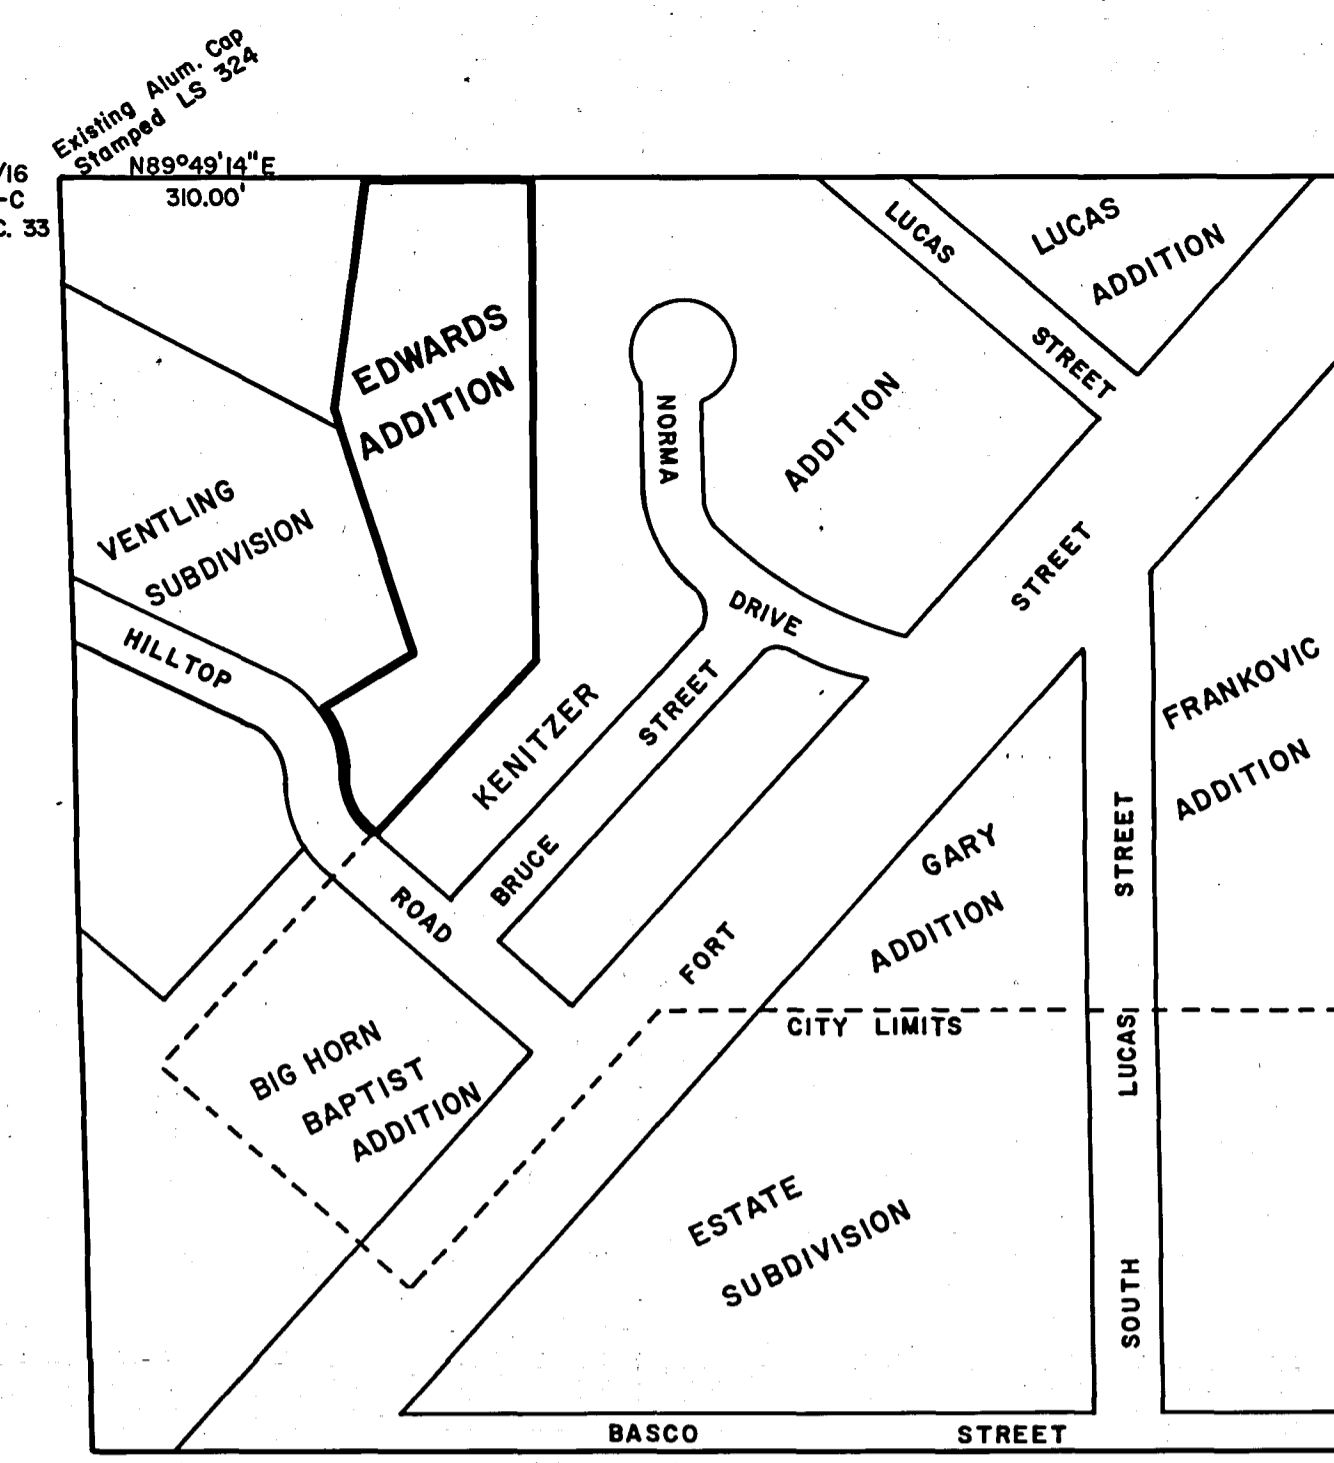 Existing Alum. Cap
Stamped LS 324
/16
-C
C. 33
N89°49'14"E
310.00'
LUCAS
STREET
LUCAS
ADDITION
EDWARDS
ADDITION
NORMA
DRIVE
ADDITION
VENTLING
SUBDIVISION
HILLTOP
ROAD
KENITZER
BRUCE
STREET
FORT
STREET
FRANKOVIC
ADDITION
GARY
ADDITION
CITY LIMITS
SOUTH
LUCAS
STREET
BIG HORN
BAPTIST
ADDITION
ESTATE
SUBDIVISION
BASCO STREET